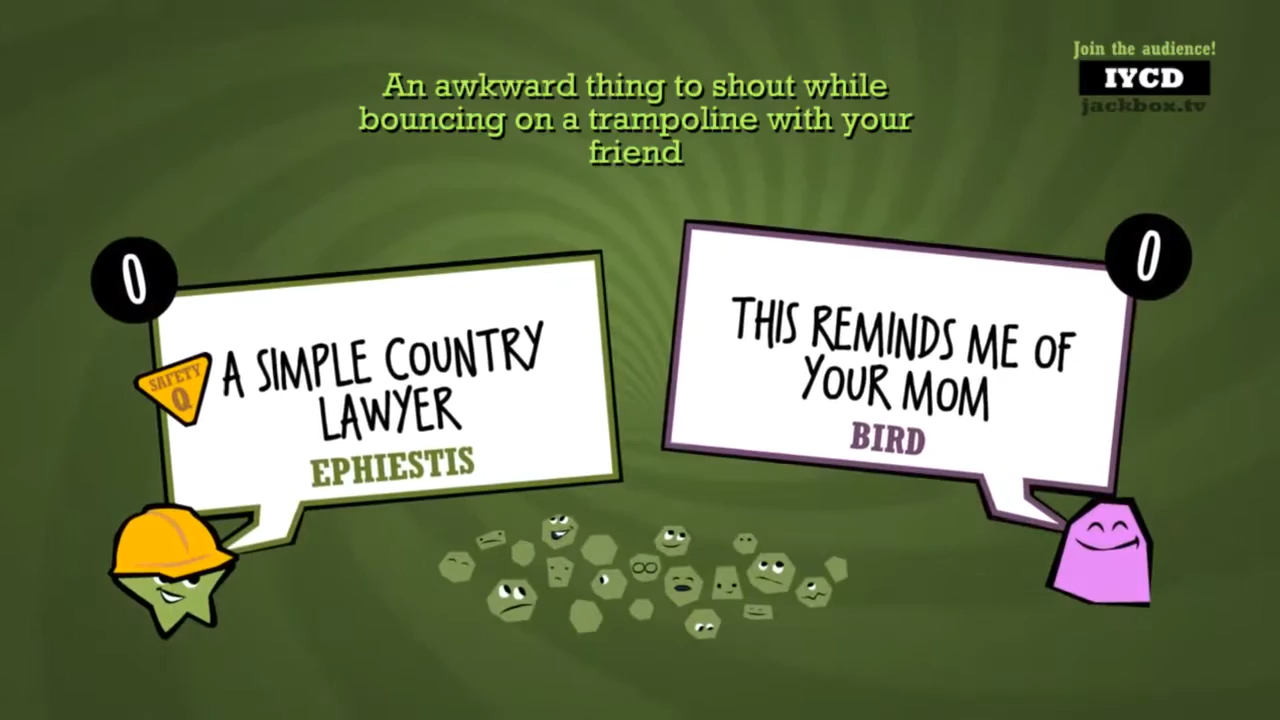 Join the audience!
IYCD
jackbox.tv
An awkward thing to shout while
bouncing on a trampoline with your
friend
0
0
SAFETY
Q
A SIMPLE COUNTRY
LAWYER
EPHIESTIS
THIS REMINDS ME OF
YOUR MOM
BIRD